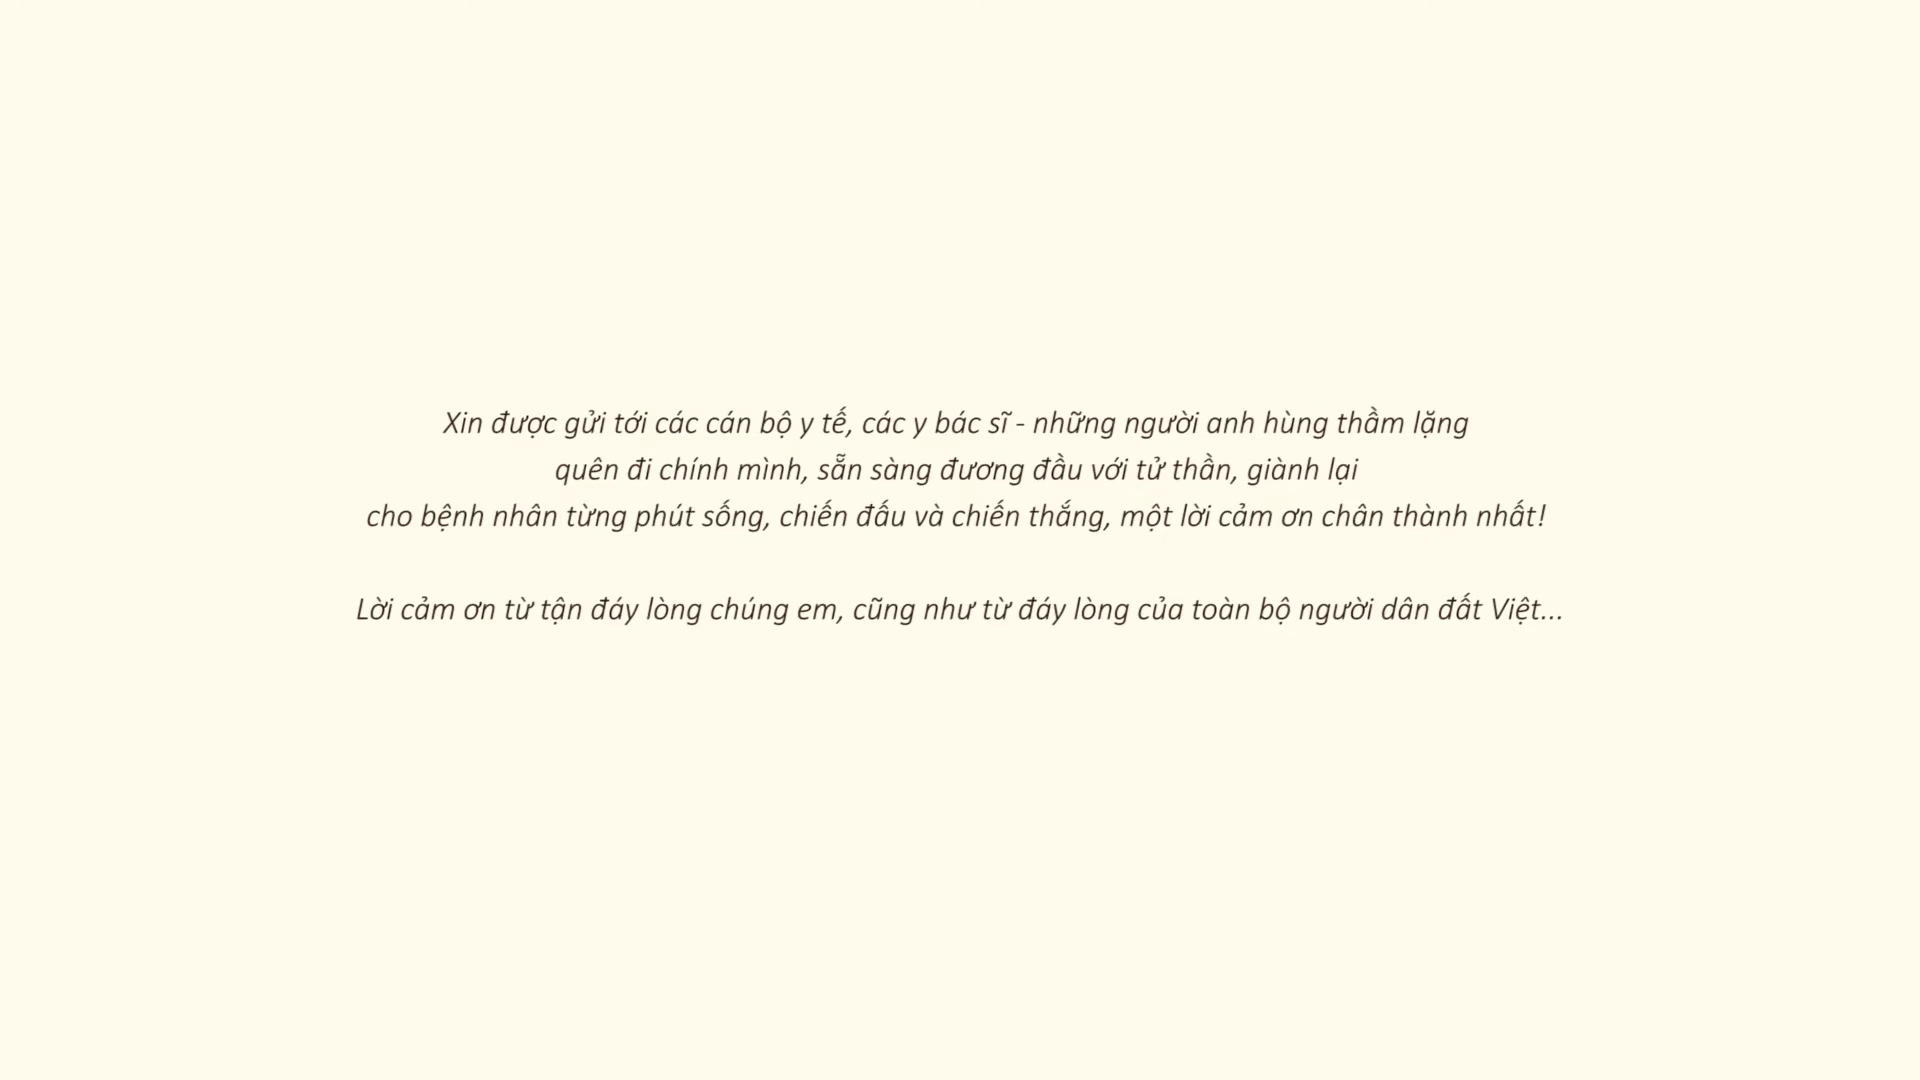 Xin được gửi tới các cán bộ y tế, các y bác sĩ - những người anh hùng thầm lặng
quên đi chính mình, sẵn sàng đương đầu với tử thần, giành lại
cho bệnh nhân từng phút sống, chiến đấu và chiến thắng, một lời cảm ơn chân thành nhất!
Lời cảm ơn từ tận đáy lòng chúng em, cũng như từ đáy lòng của toàn bộ người dân đất Việt...